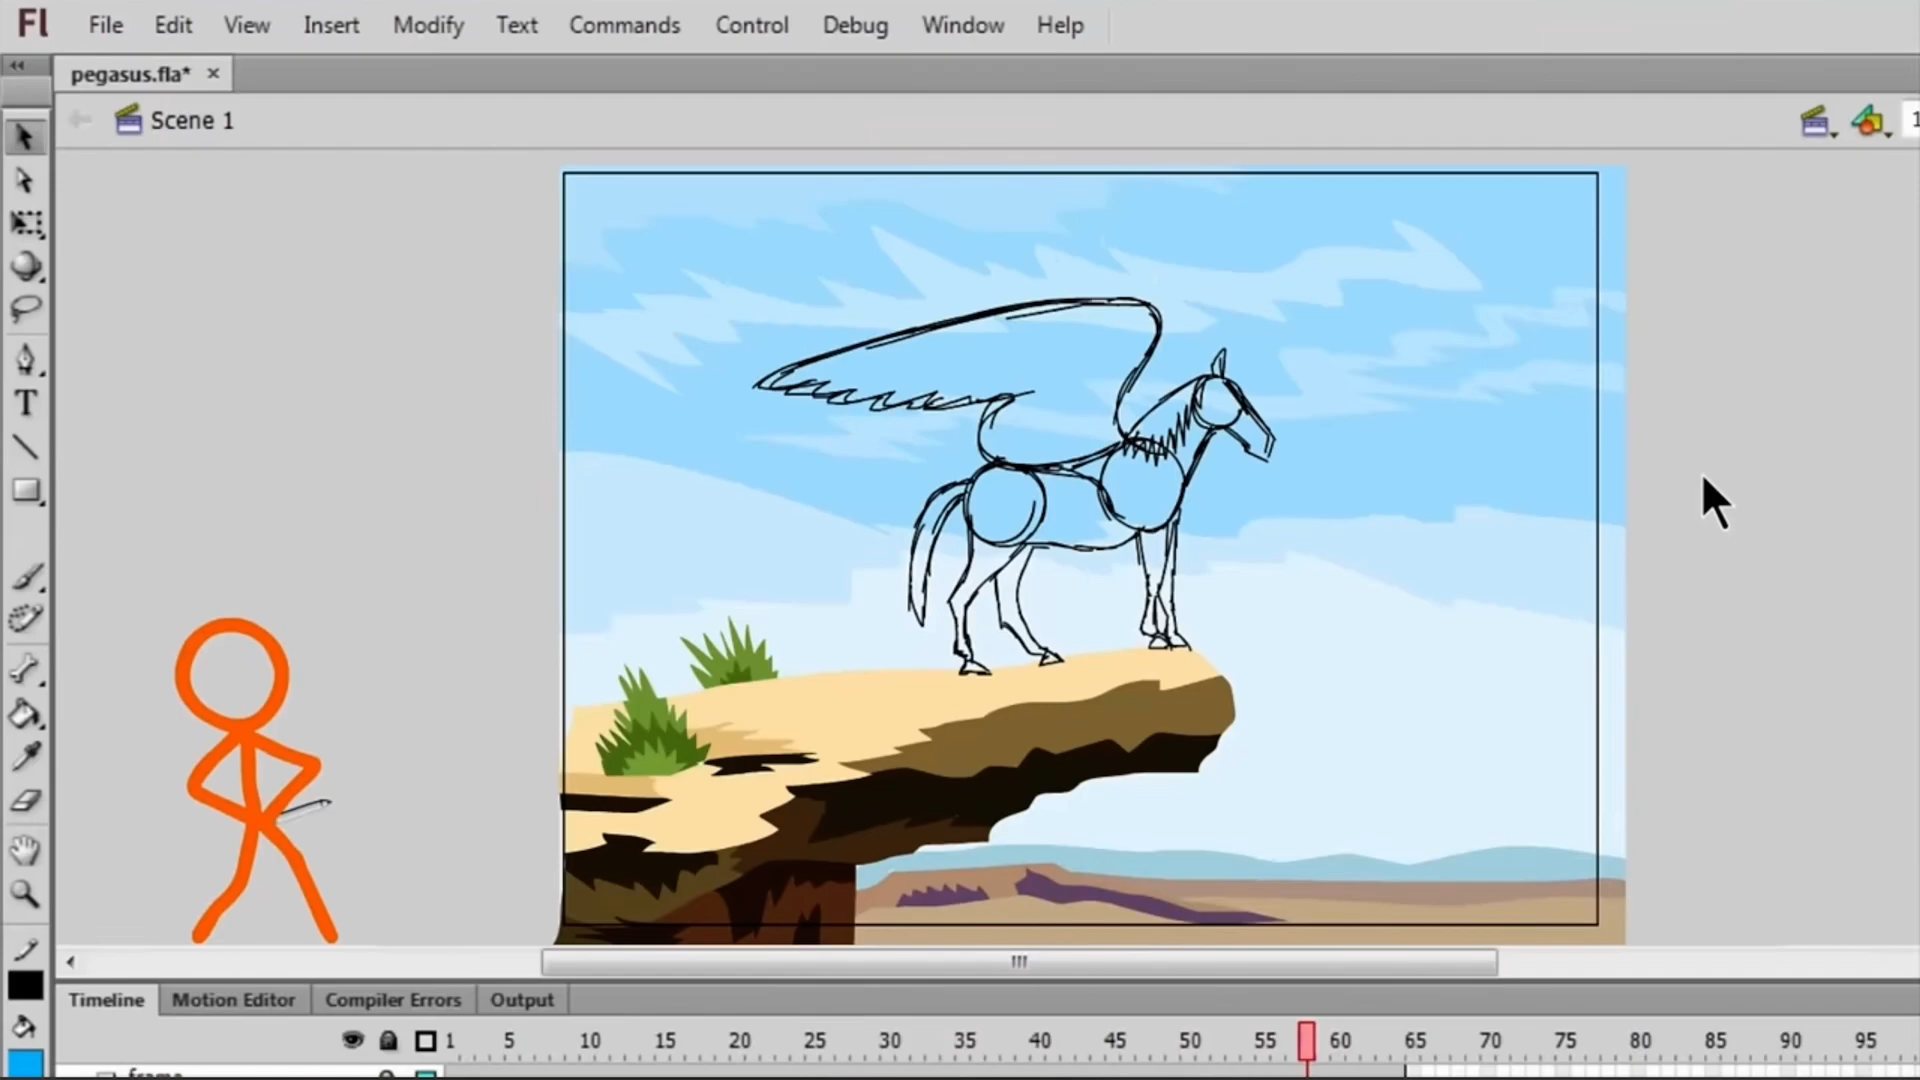 Fl File Edit View Insert Modify Text Commands Control Debug Window Help
pegasus.fla* ×
Scene 1
T
Timeline Motion Editor Compiler Errors Output
1 5 10 15 20 25 30 35 40 45 50 55 60 65 70 75 80 85 90 95
frame